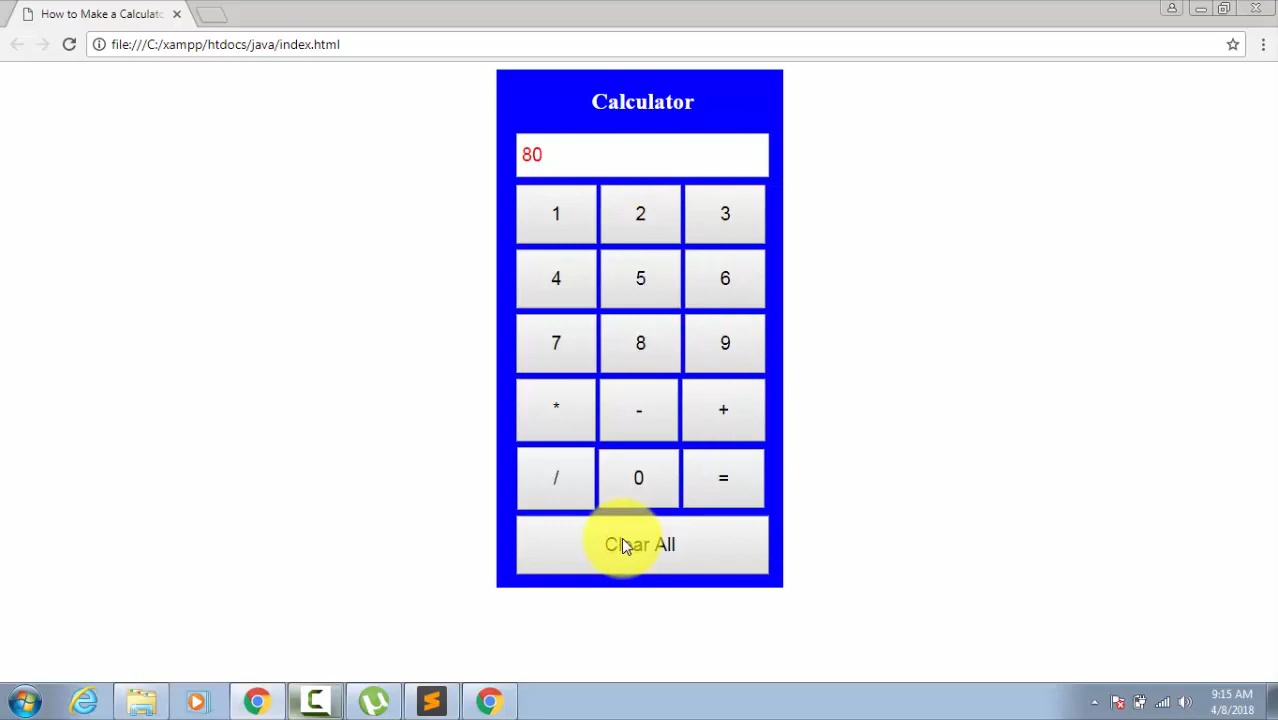 How to Make a Calculato
file:///C:/xampp/htdocs/java/index.html
Calculator
80
1 2 3
4 5 6
7 8 9
* - +
/ 0 =
Clear All
9:15 AM
4/8/2018